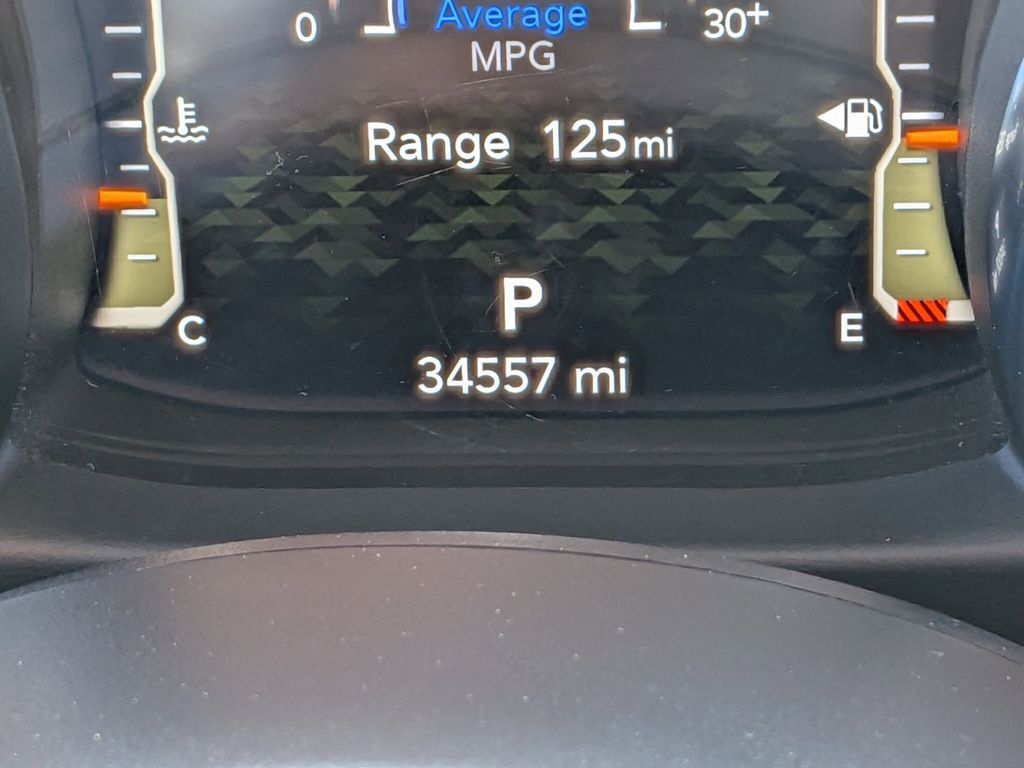 0 Average 30+
MPG
Range 125 mi
P
C E
34557 mi